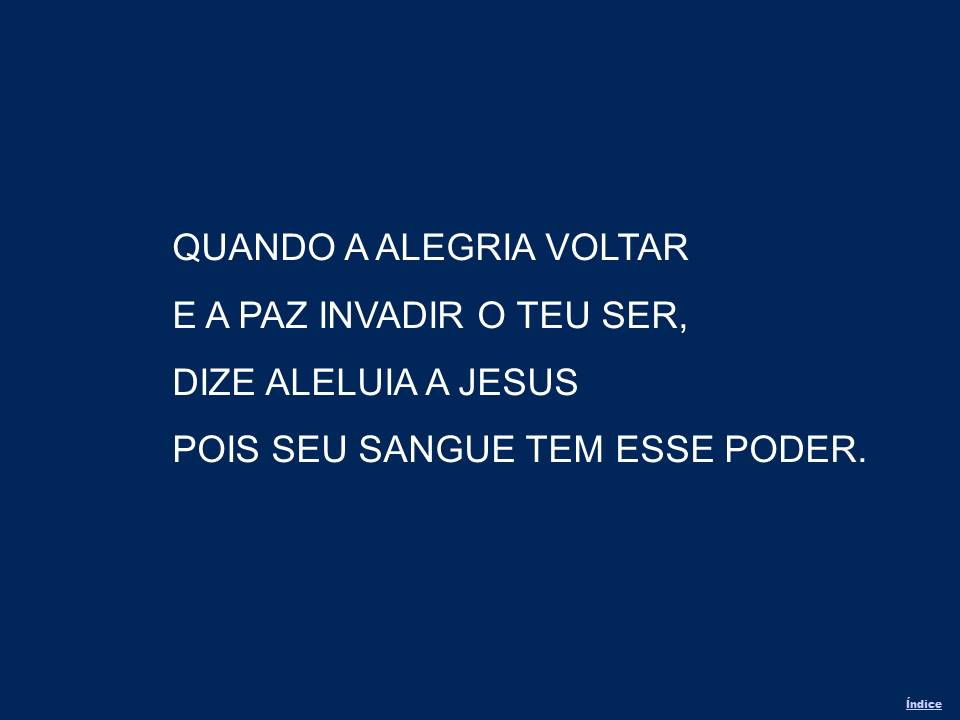 QUANDO A ALEGRIA VOLTAR
E A PAZ INVADIR O TEU SER,
DIZE ALELUIA A JESUS
POIS SEU SANGUE TEM ESSE PODER.
Índice